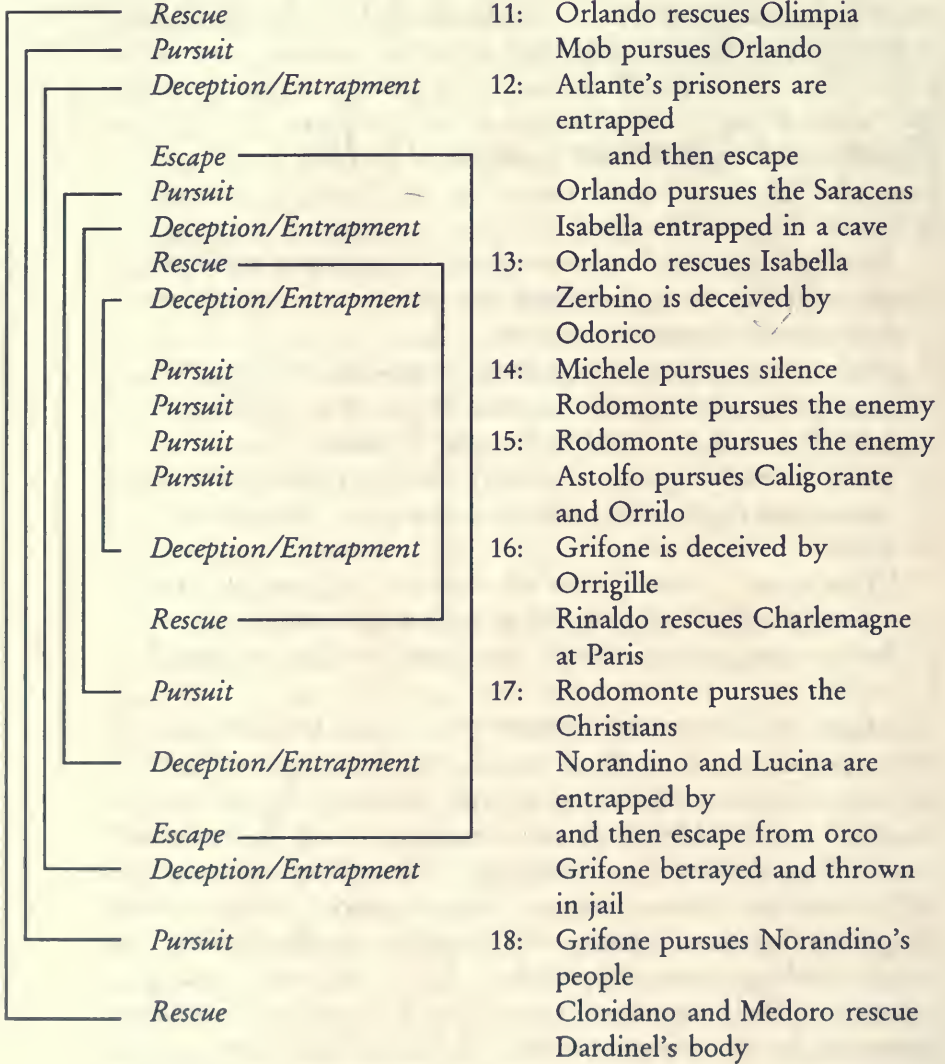 Rescue 11: Orlando rescues Olimpia
Pursuit Mob pursues Orlando
Deception/Entrapment 12: Atlante's prisoners are
entrapped
Escape and then escape
Pursuit Orlando pursues the Saracens
Deception/Entrapment Isabella entrapped in a cave
Rescue 13: Orlando rescues Isabella
Deception/Entrapment Zerbino is deceived by
Odorico
Pursuit 14: Michele pursues silence
Pursuit Rodomonte pursues the enemy
Pursuit 15: Rodomonte pursues the enemy
Pursuit Astolfo pursues Caligorante
and Orrilo
Deception/Entrapment 16: Grifone is deceived by
Orrigille
Rescue Rinaldo rescues Charlemagne
at Paris
Pursuit 17: Rodomonte pursues the
Christians
Deception/Entrapment Norandino and Lucina are
entrapped by
Escape and then escape from orco
Deception/Entrapment Grifone betrayed and thrown
in jail
Pursuit 18: Grifone pursues Norandino's
people
Rescue Cloridano and Medoro rescue
Dardinel's body